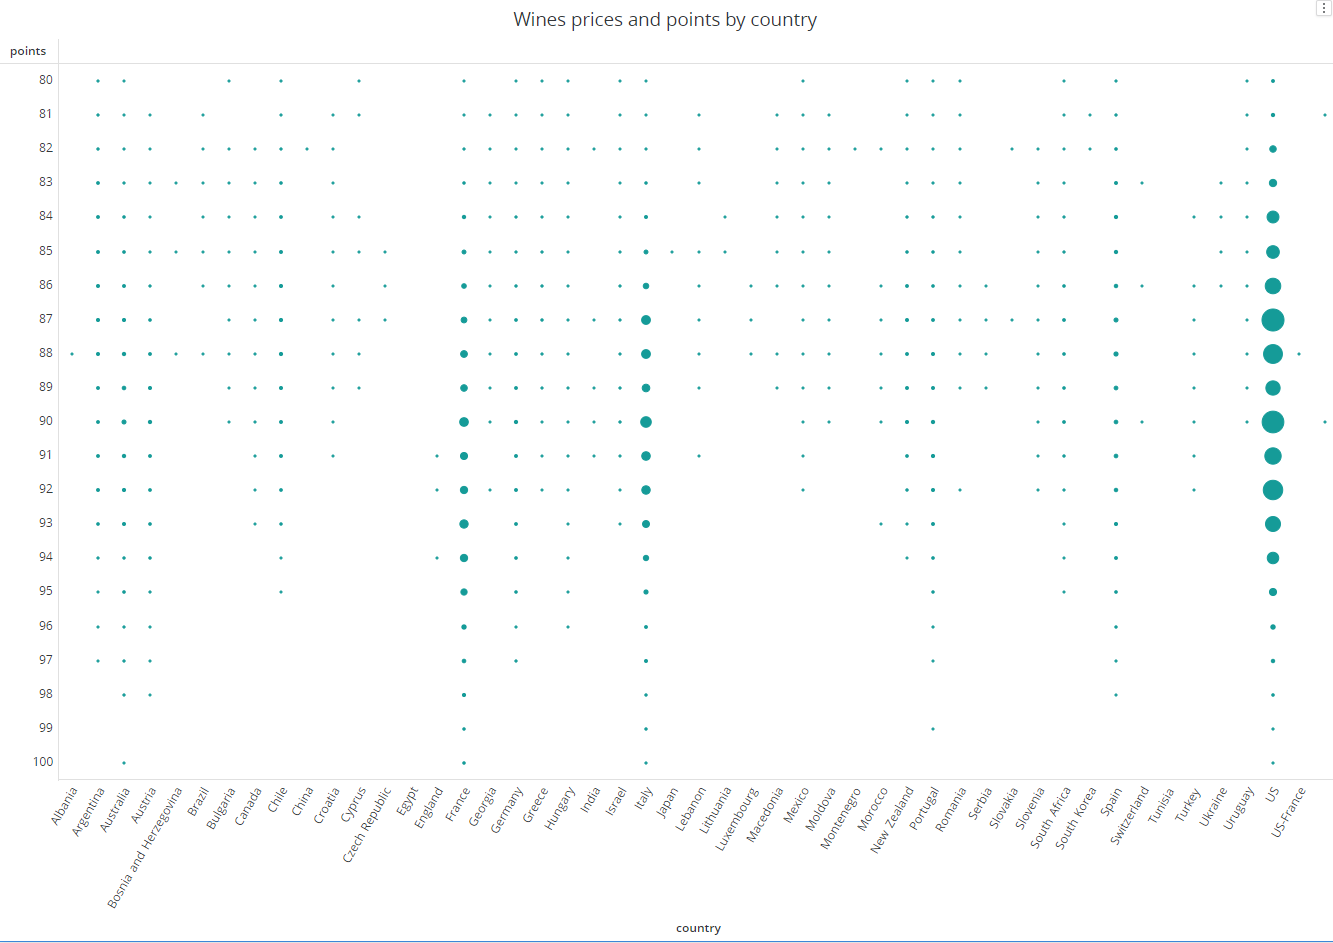 Wines prices and points by country
points
80
81
82
83
84
85
86
87
88
89
90
91
92
93
94
95
96
97
98
99
100
Albania
Argentina
Australia
Austria
Bosnia and Herzegovina
Brazil
Bulgaria
Canada
Chile
China
Croatia
Cyprus
Czech Republic
Egypt
England
France
Georgia
Germany
Greece
Hungary
India
Israel
Italy
Japan
Lebanon
Lithuania
Luxembourg
Macedonia
Mexico
Moldova
Montenegro
Morocco
New Zealand
Portugal
Romania
Serbia
Slovakia
Slovenia
South Africa
South Korea
Spain
Switzerland
Tunisia
Turkey
Ukraine
Uruguay
US
US-France
country